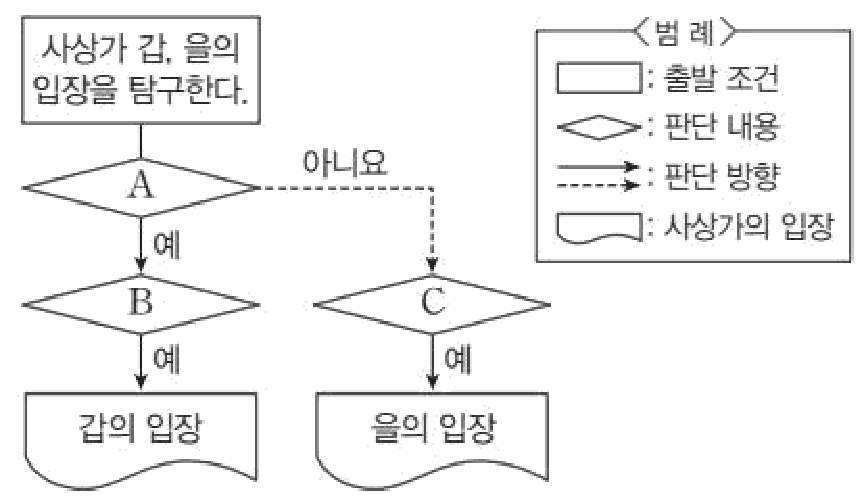 사상가 갑, 을의
입장을 탐구한다.
A
아니요
예
B
C
예
예
갑의 입장
을의 입장
〈범 례〉
: 출발 조건
: 판단 내용
: 판단 방향
: 사상가의 입장